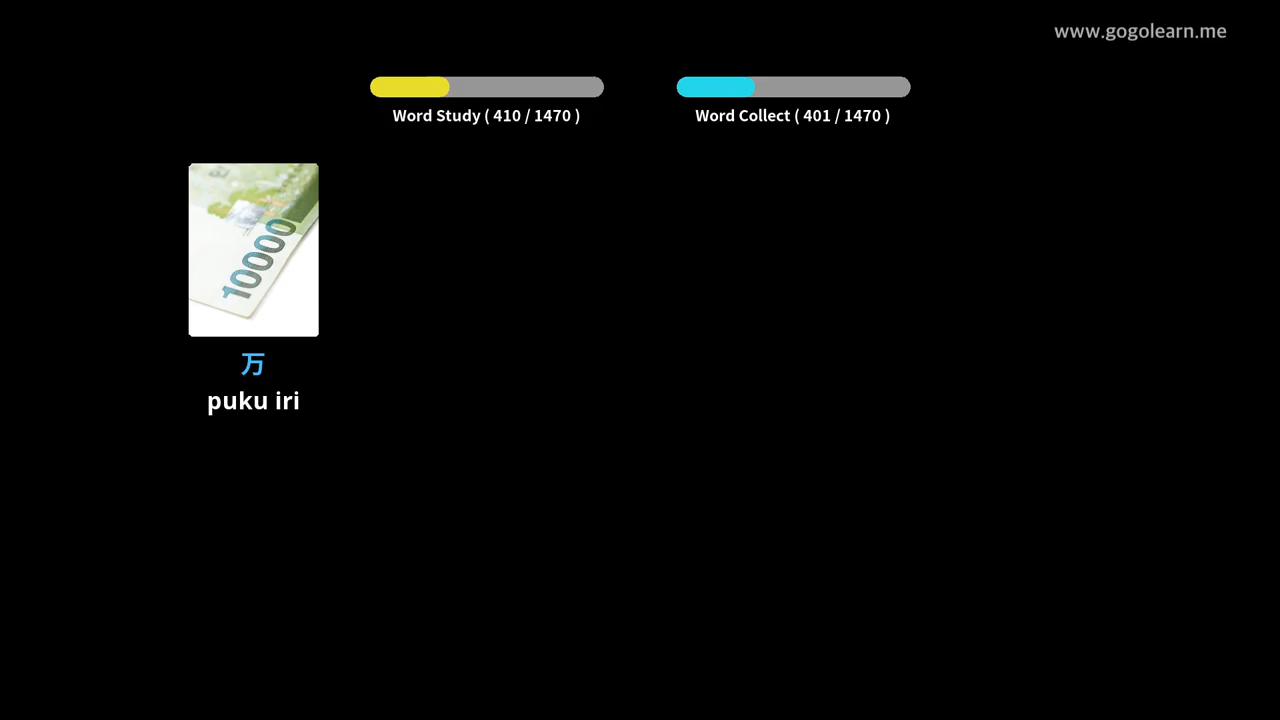 www.gogolearn.me
Word Study ( 410 / 1470 )
Word Collect ( 401 / 1470 )
10000
万
puku iri